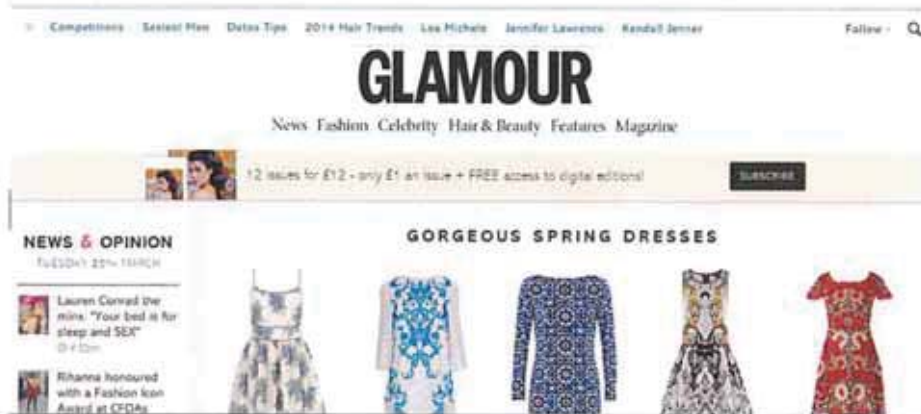 Competitions Sexiest Men Dates Tips 2014 Hair Trends Lea Michele Jennifer Lawrence Kendall Jenner Follow
GLAMOUR
News Fashion Celebrity Hair & Beauty Features Magazine
12 issues for £12 - only £1 an issue + FREE access to digital editions!
SUBSCRIBE
NEWS & OPINION
TUESDAY 25TH MARCH
GORGEOUS SPRING DRESSES
Lauren Conrad the
minx: "Your bed is for
sleep and SEX"
Rihanna honoured
with a Fashion Icon
Award at CFDAs